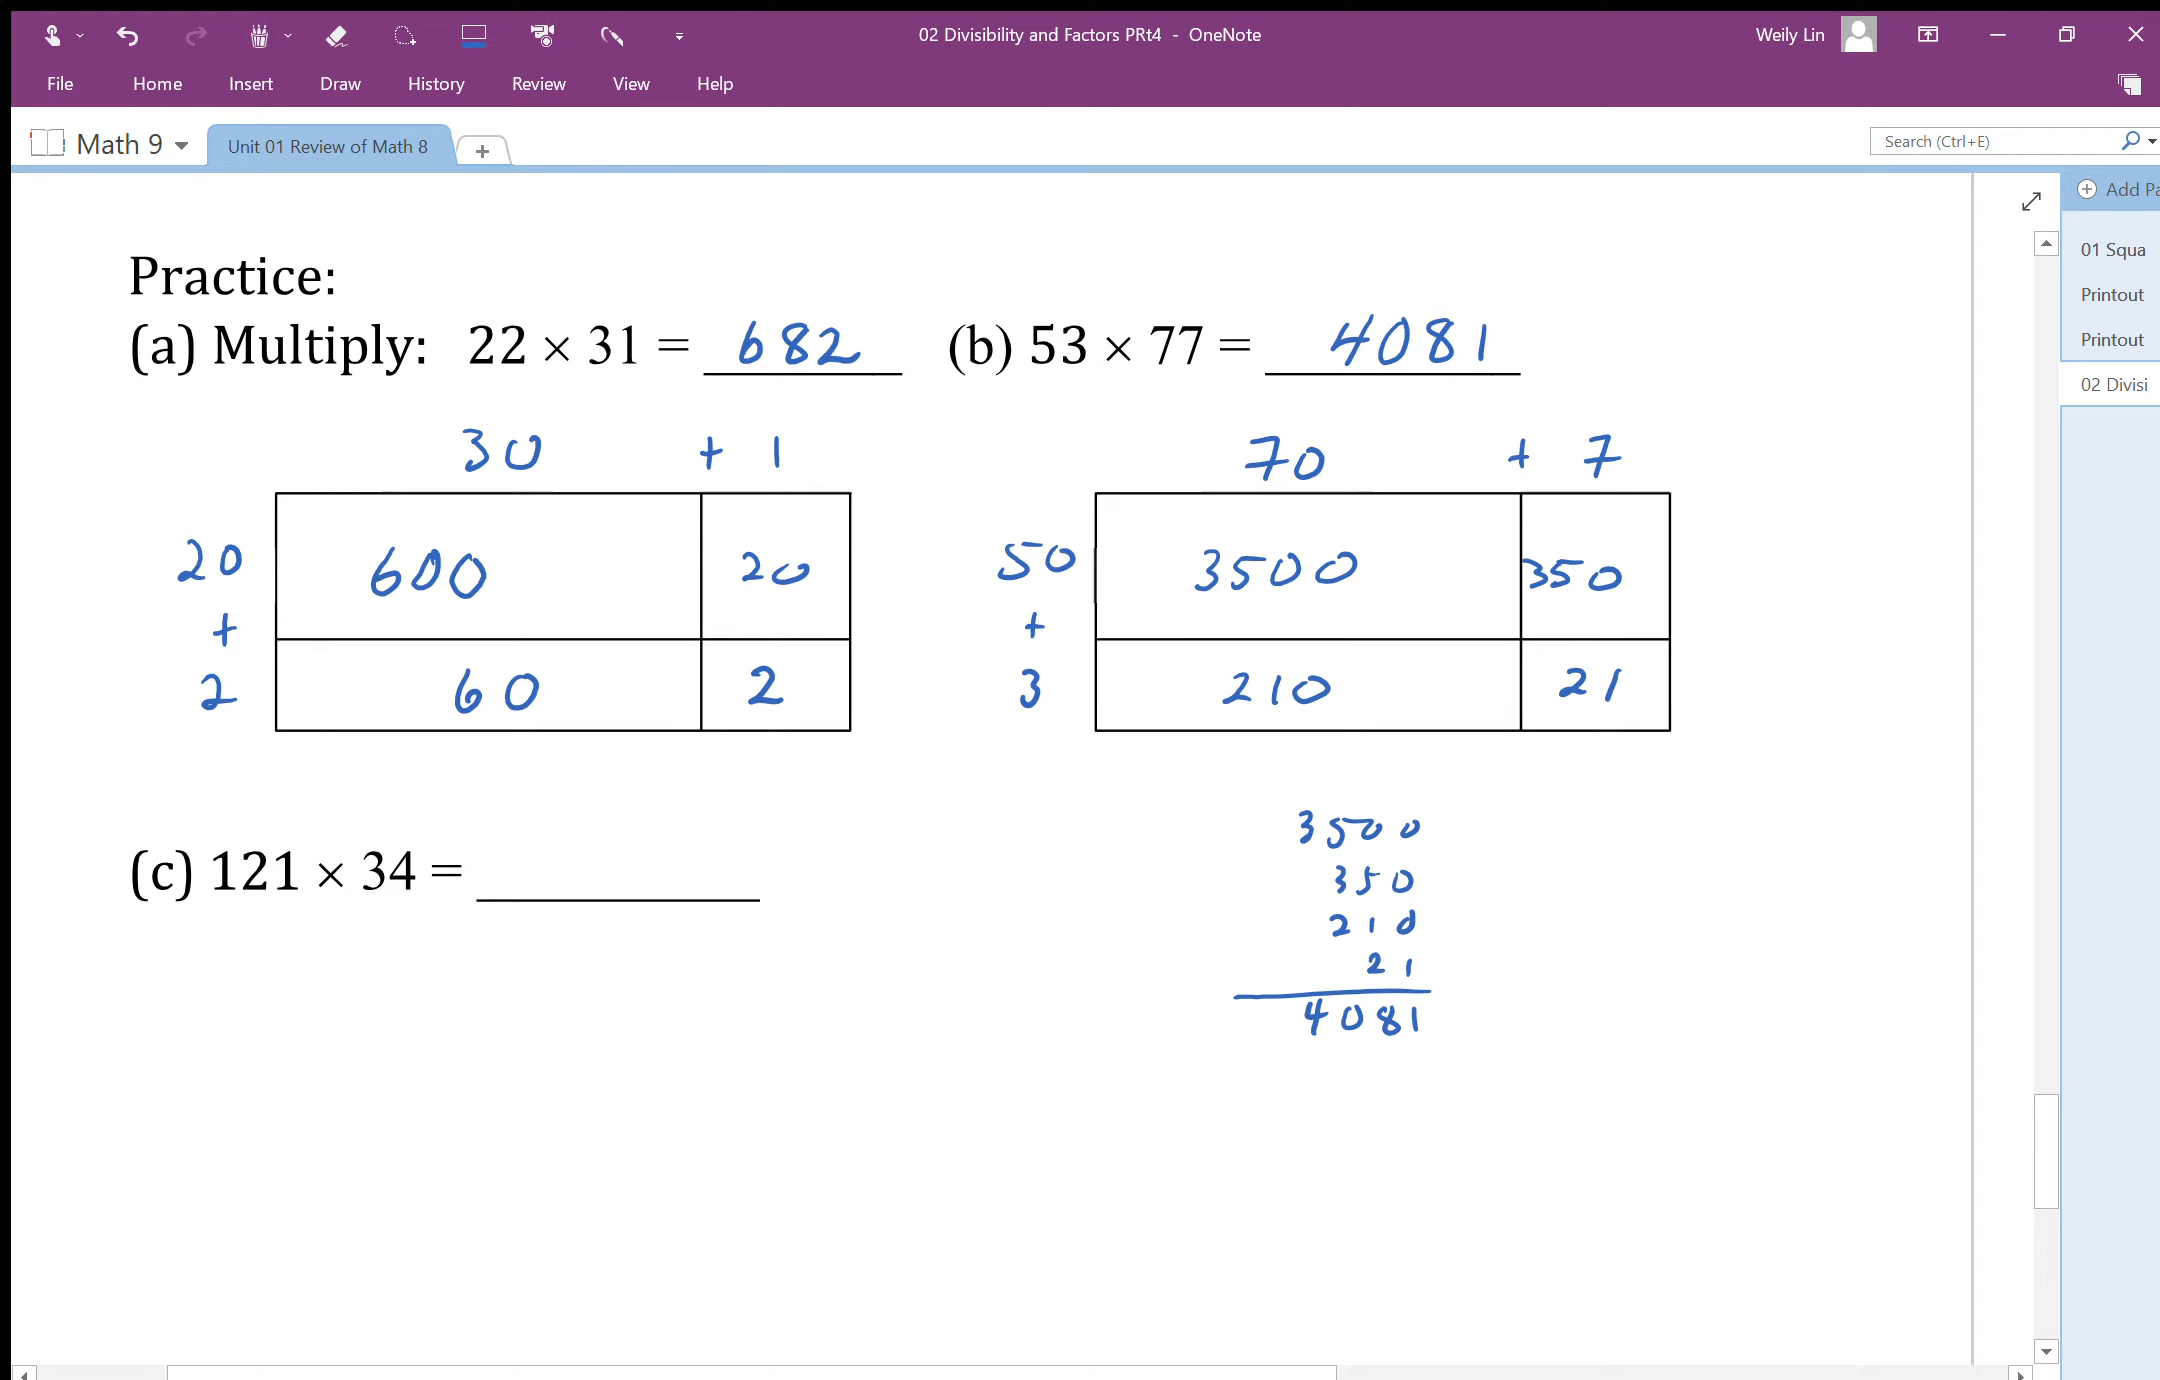 02 Divisibility and Factors PRt4 - OneNote
Weily Lin
File Home Insert Draw History Review View Help
Math 9
Unit 01 Review of Math 8
+
Search (Ctrl+E)
Add Pa
01 Squa
Printout
Printout
02 Divisi
Practice:
(a) Multiply: 22 × 31 = 682
(b) 53 × 77 = 4081
30 + 1
70 + 7
20 600 20
+
2 60 2
50 3500 350
+
3 210 21
(c) 121 × 34 = ___________
3500
350
210
21
4081